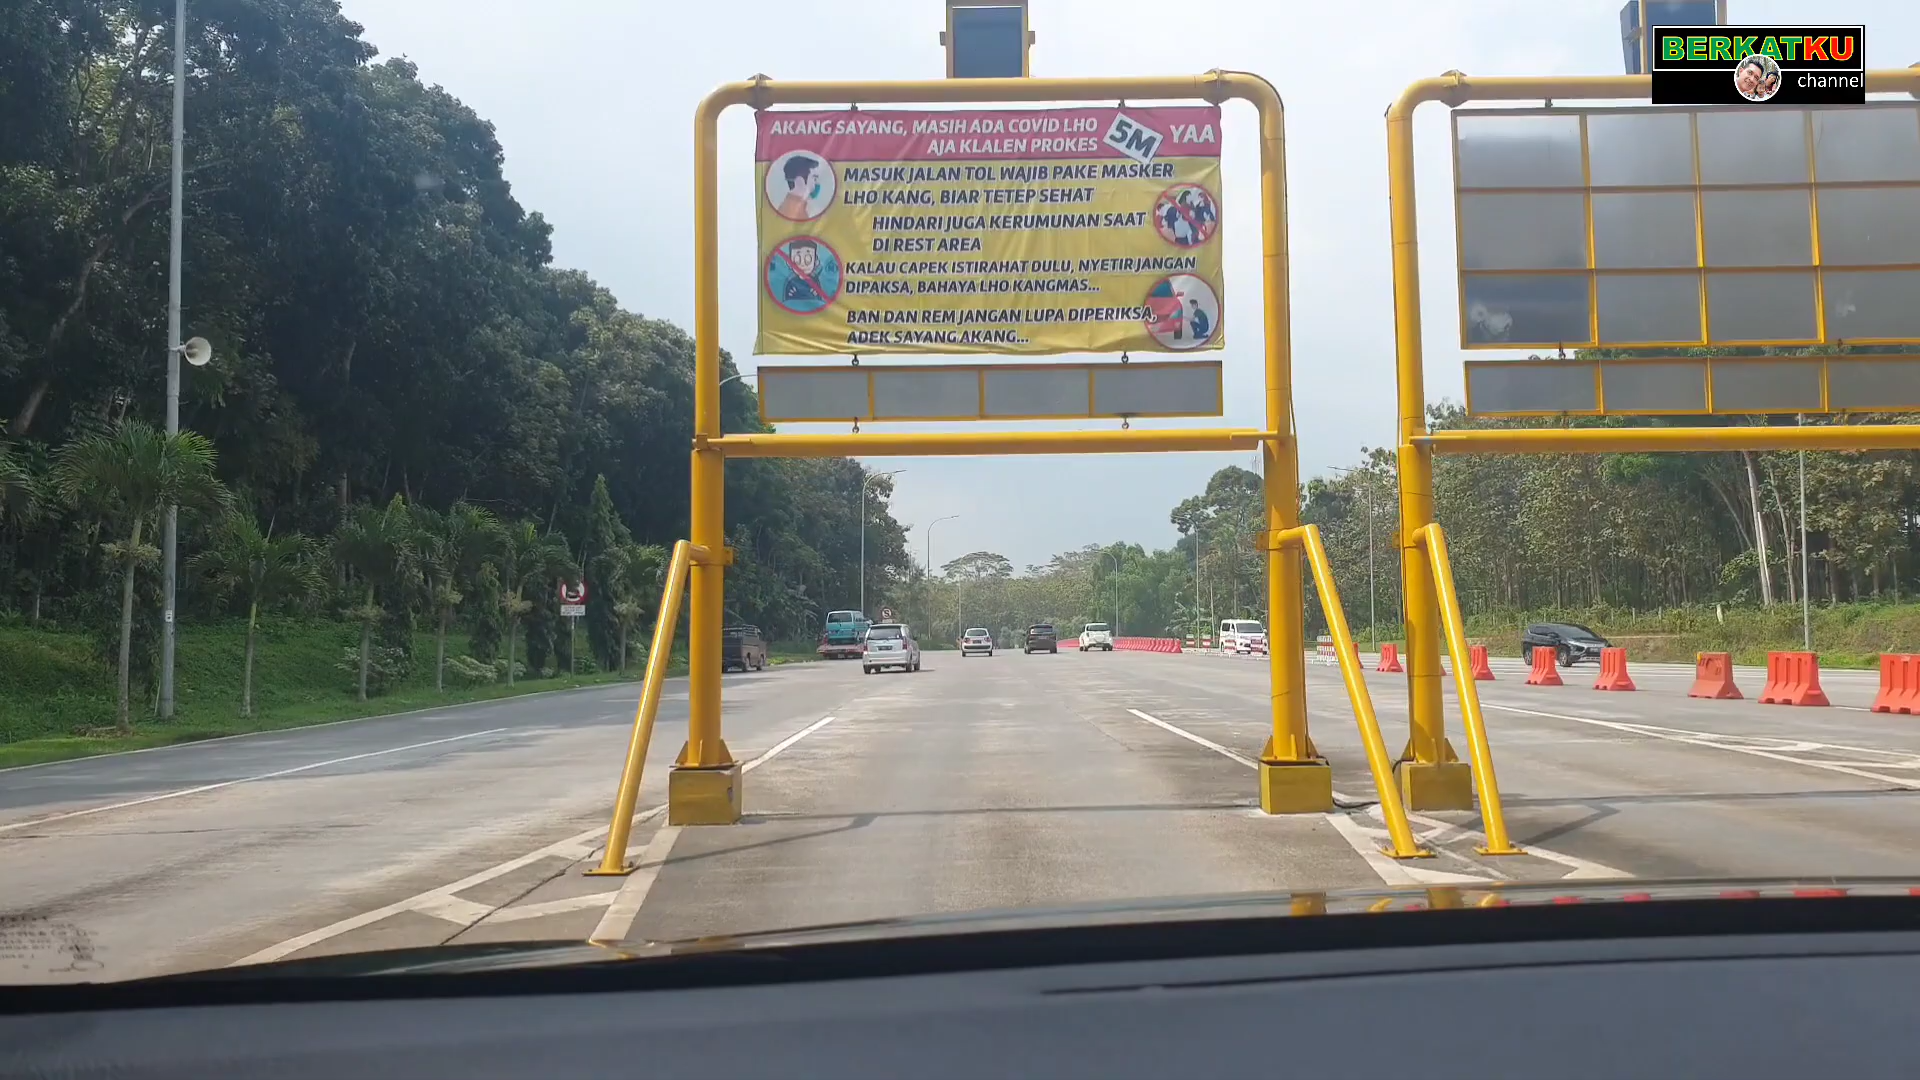 BERKATKU
channel
AKANG SAYANG, MASIH ADA COVID LHO 5M YAA
AJA KLALEN PROKES
MASUK JALAN TOL WAJIB PAKE MASKER
LHO KANG, BIAR TETEP SEHAT
HINDARI JUGA KERUMUNAN SAAT
DI REST AREA
KALAU CAPEK ISTIRAHAT DULU, NYETIR JANGAN
DIPAKSA, BAHAYA LHO KANGMAS...
BAN DAN REM JANGAN LUPA DIPERIKSA,
ADEK SAYANG AKANG...